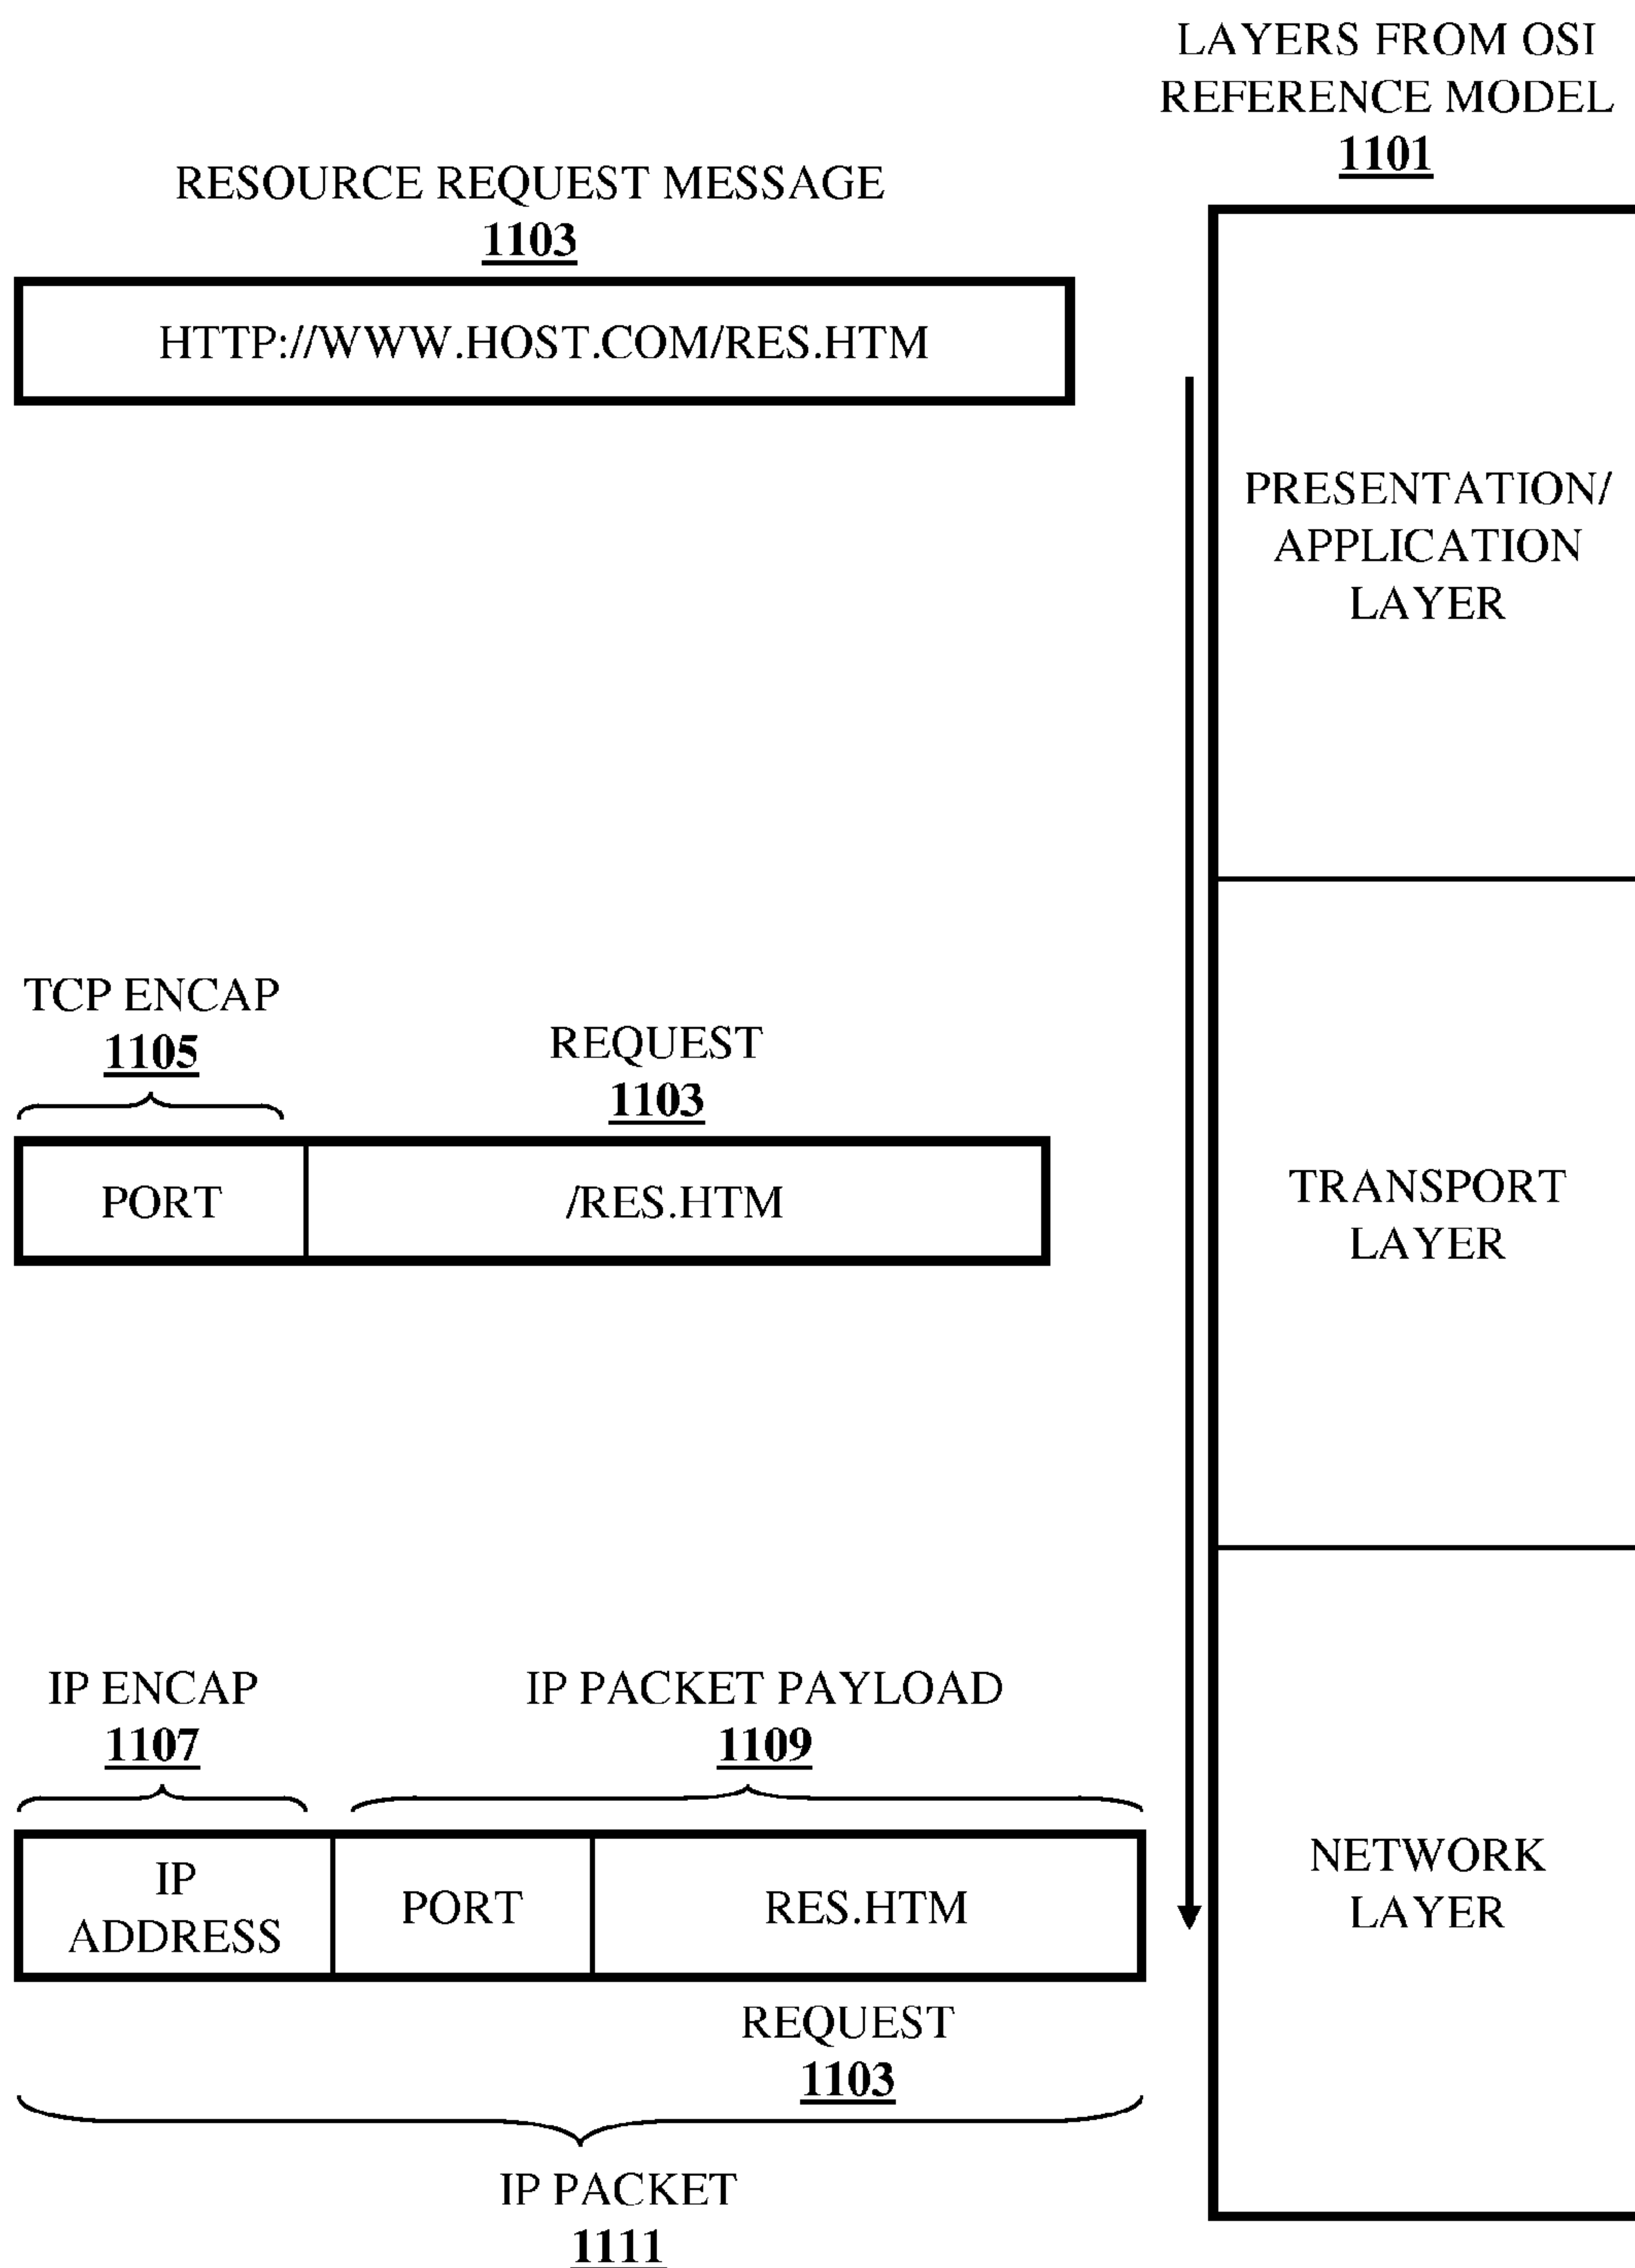 LAYERS FROM OSI
REFERENCE MODEL
1101
RESOURCE REQUEST MESSAGE
1103
HTTP://WWW.HOST.COM/RES.HTM
PRESENTATION/
APPLICATION
LAYER
TCP ENCAP
1105
REQUEST
1103
PORT
/RES.HTM
TRANSPORT
LAYER
IP ENCAP
1107
IP PACKET PAYLOAD
1109
IP
ADDRESS
PORT
RES.HTM
NETWORK
LAYER
REQUEST
1103
IP PACKET
1111